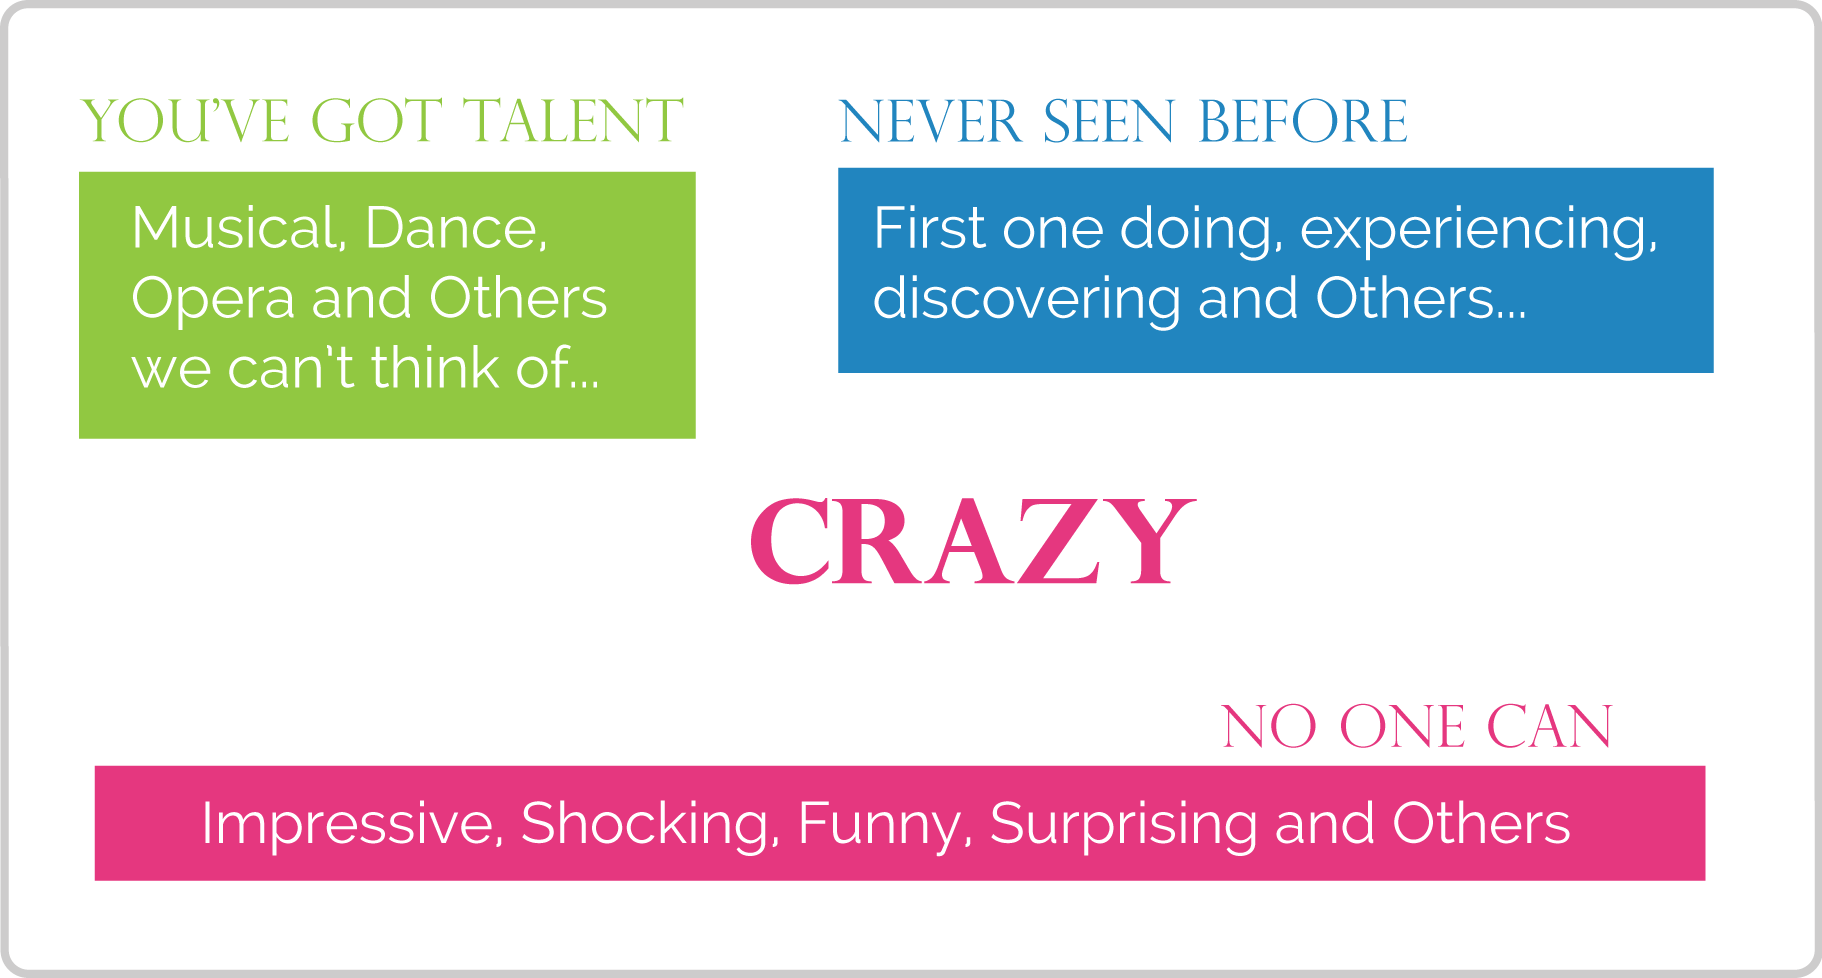 YOU'VE GOT TALENT
Musical, Dance,
Opera and Others
we can't think of...
NEVER SEEN BEFORE
First one doing, experiencing,
discovering and Others...
CRAZY
NO ONE CAN
Impressive, Shocking, Funny, Surprising and Others